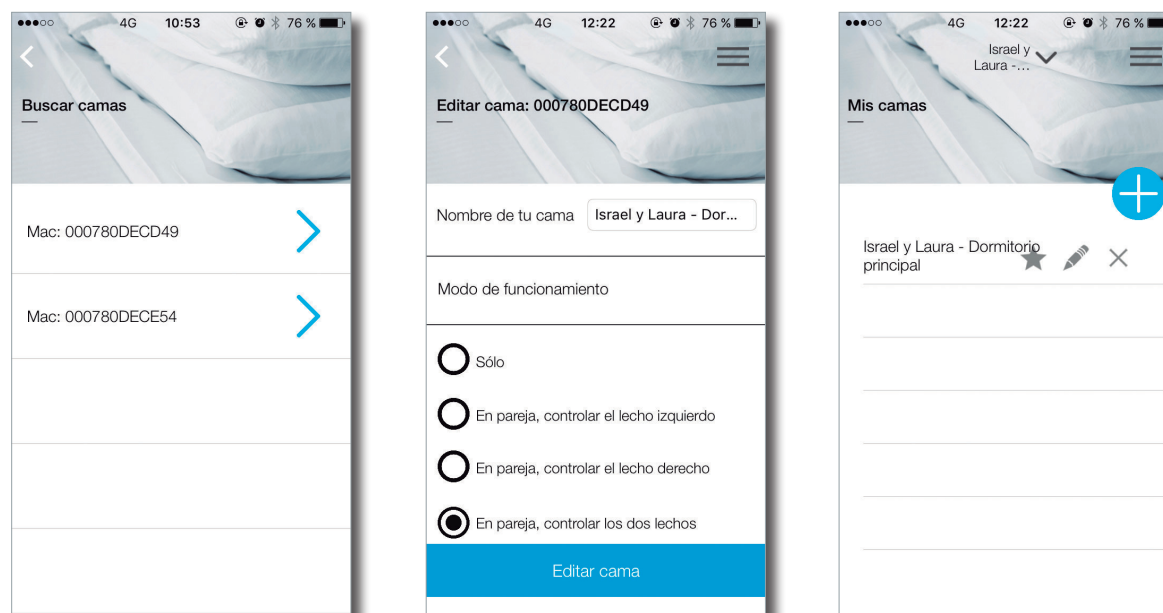 4G 10:53 76 %
Buscar camas
Mac: 000780DECD49
Mac: 000780DECE54
4G 12:22 76 %
Editar cama: 000780DECD49
Nombre de tu cama Israel y Laura - Dor...
Modo de funcionamiento
Sólo
En pareja, controlar el lecho izquierdo
En pareja, controlar el lecho derecho
En pareja, controlar los dos lechos
Editar cama
4G 12:22 76 %
Israel y
Laura -...
Mis camas
Israel y Laura - Dormitorio
principal